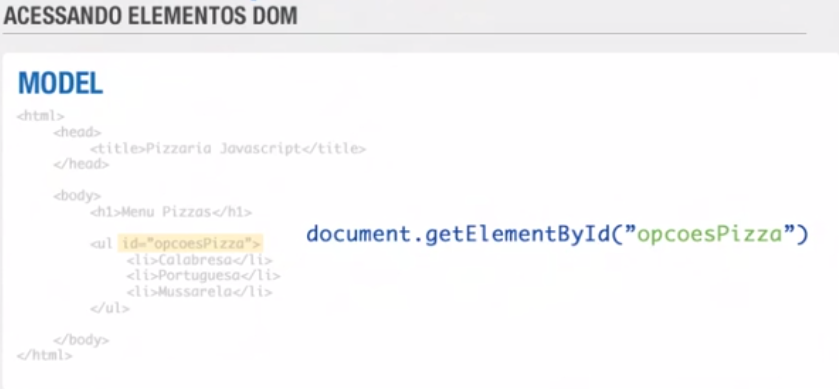 ACESSANDO ELEMENTOS DOM
MODEL
<html>
<head>
<title>Pizzaria Javascript</title>
</head>
<body>
<h1>Menu Pizzas</h1>
<ul id="opcoesPizza">
document.getElementById("opcoesPizza")
<li>Calabresa</li>
<li>Portuguesa</li>
<li>Mussarela</li>
</ul>
</body>
</html>